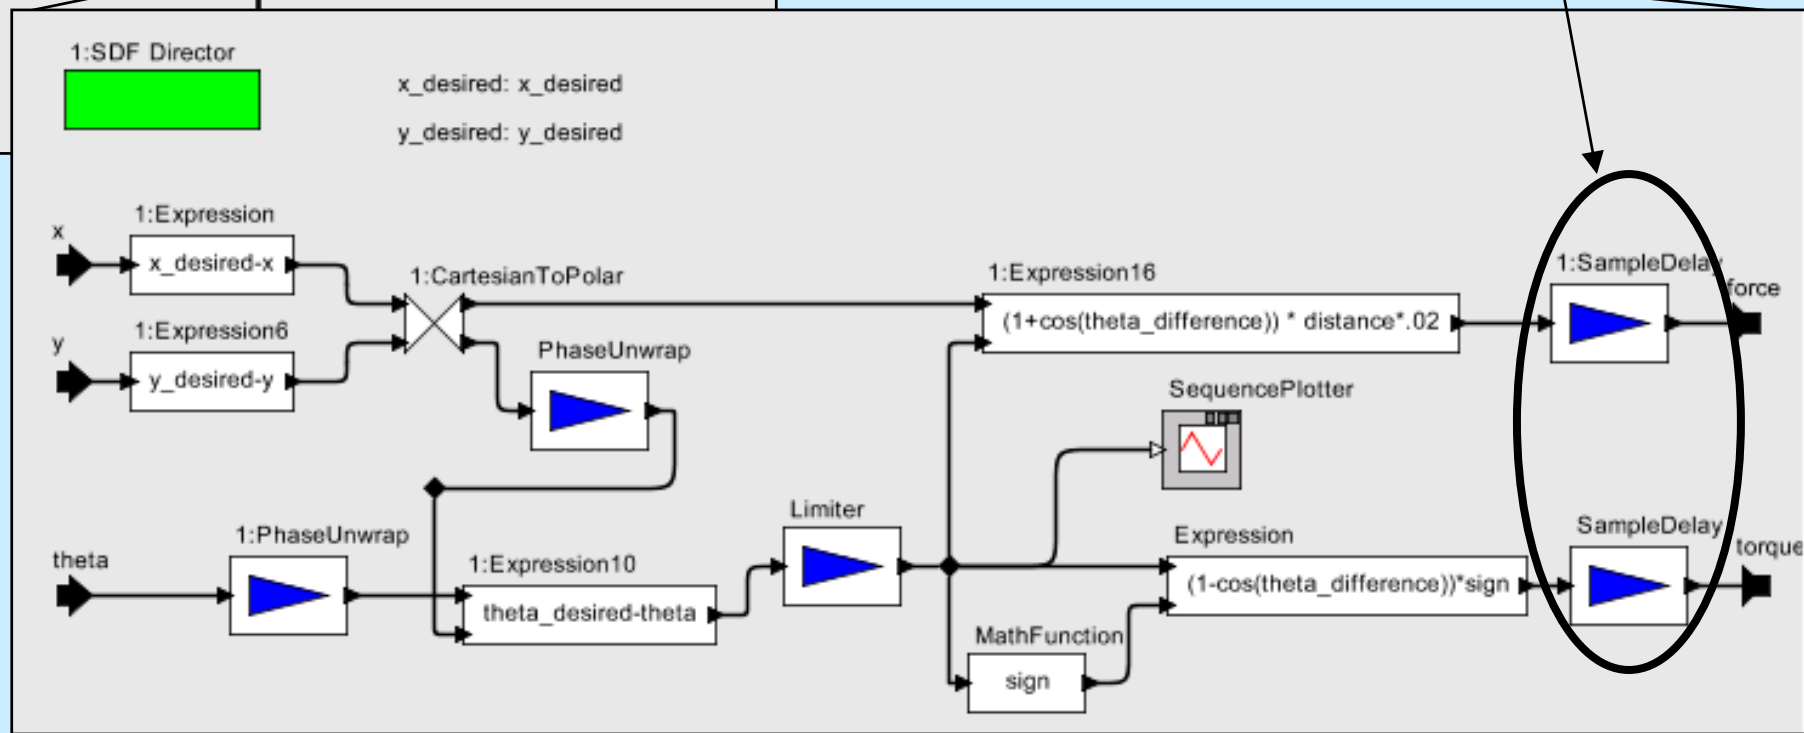 1:SDF Director
x_desired: x_desired
y_desired: y_desired
x
1:Expression
x_desired-x
1:CartesianToPolar
1:Expression16
(1+cos(theta_difference)) * distance*.02
1:SampleDelay
force
y
1:Expression6
y_desired-y
PhaseUnwrap
SequencePlotter
theta
1:PhaseUnwrap
1:Expression10
theta_desired-theta
Limiter
Expression
(1-cos(theta_difference))*sign
SampleDelay
torque
MathFunction
sign